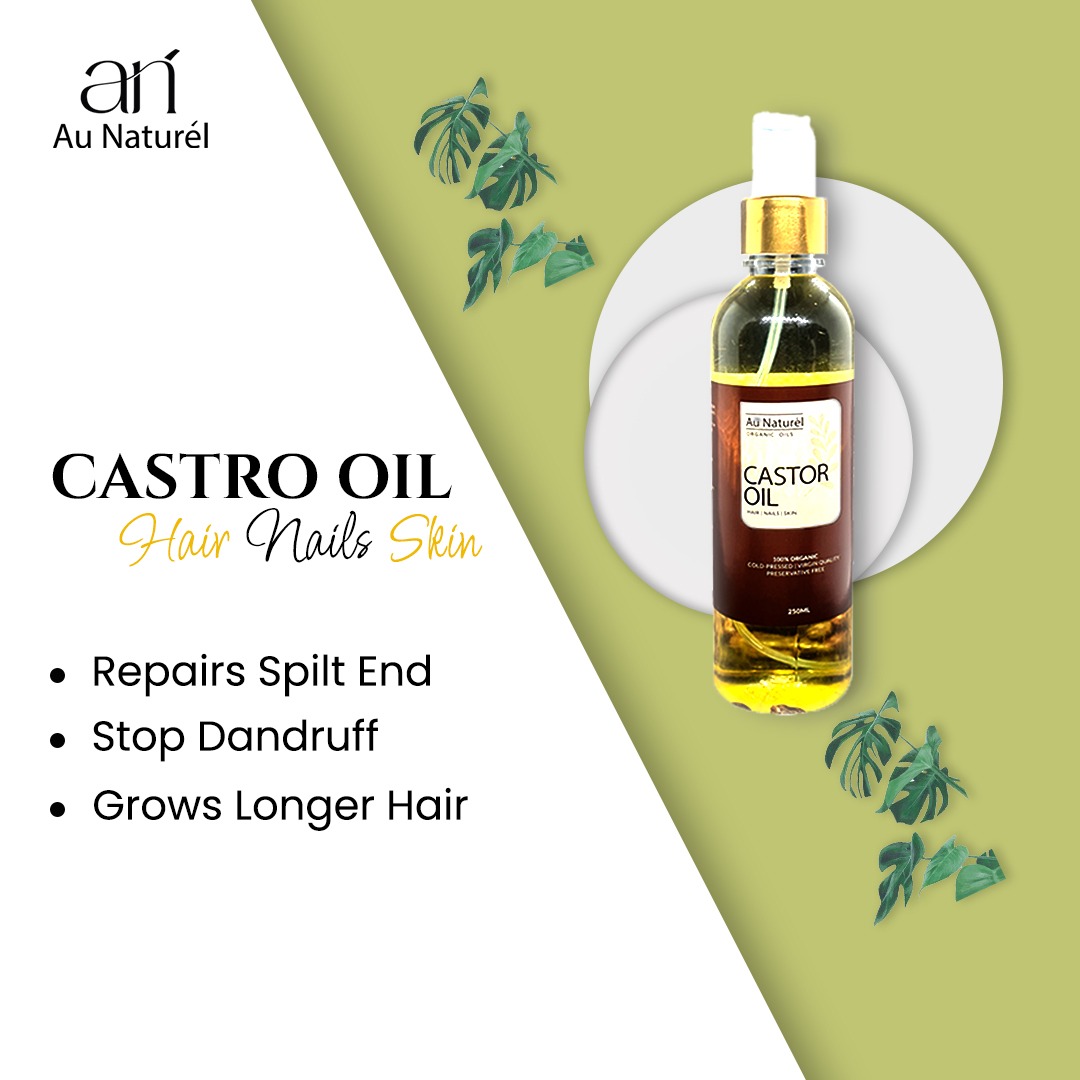 an
Au Naturél
CASTRO OIL
Hair Nails Skin
Repairs Spilt End
Stop Dandruff
Grows Longer Hair
Au Naturèl
ORGANIC OILS
CASTOR
OIL
HAIR | NAILS | SKIN
100% ORGANIC
COLD PRESSED | VIRGIN QUALITY
PRESERVATIVE FREE
250ML